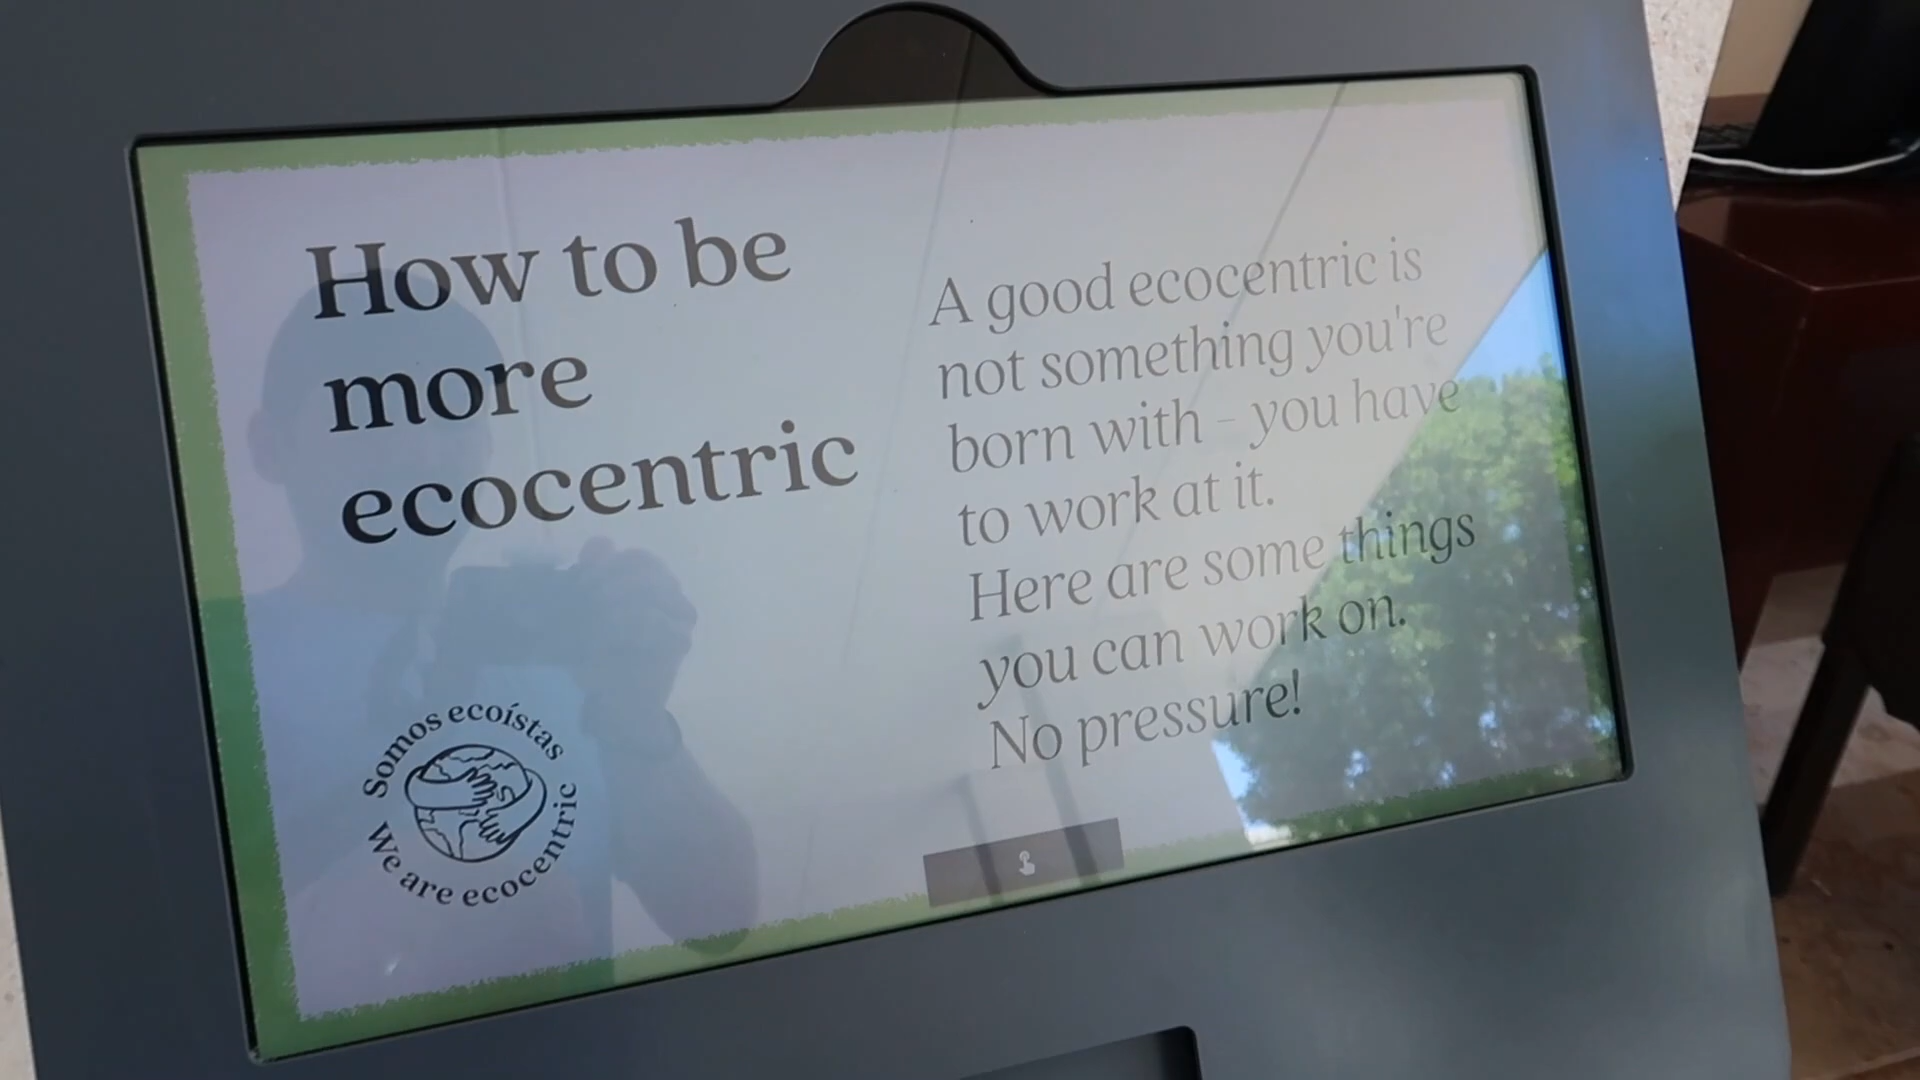 How to be
more
ecocentric
A good ecocentric is
not something you're
born with - you have
to work at it.
Here are some things
you can work on.
No pressure!
Somos ecoístas
We are ecocentric